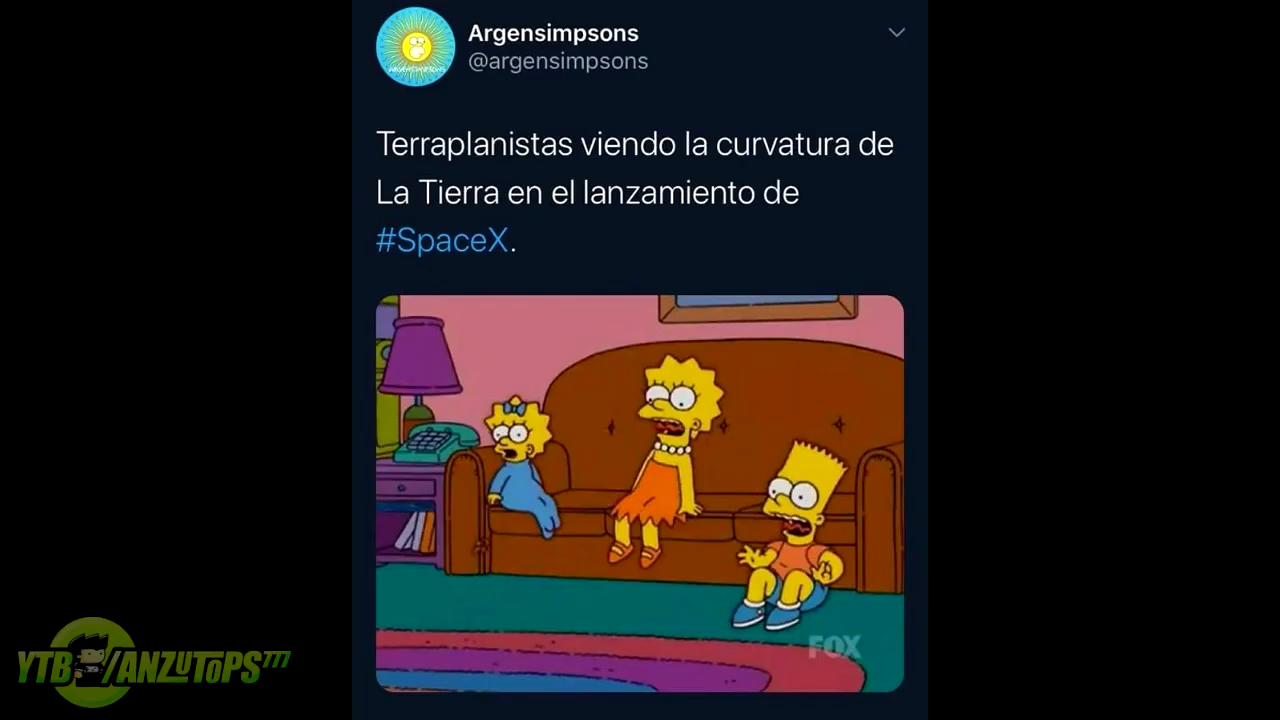 Argensimpsons
@argensimpsons
Terraplanistas viendo la curvatura de
La Tierra en el lanzamiento de
#SpaceX.
FOX
YTB/ANZUTOPS777